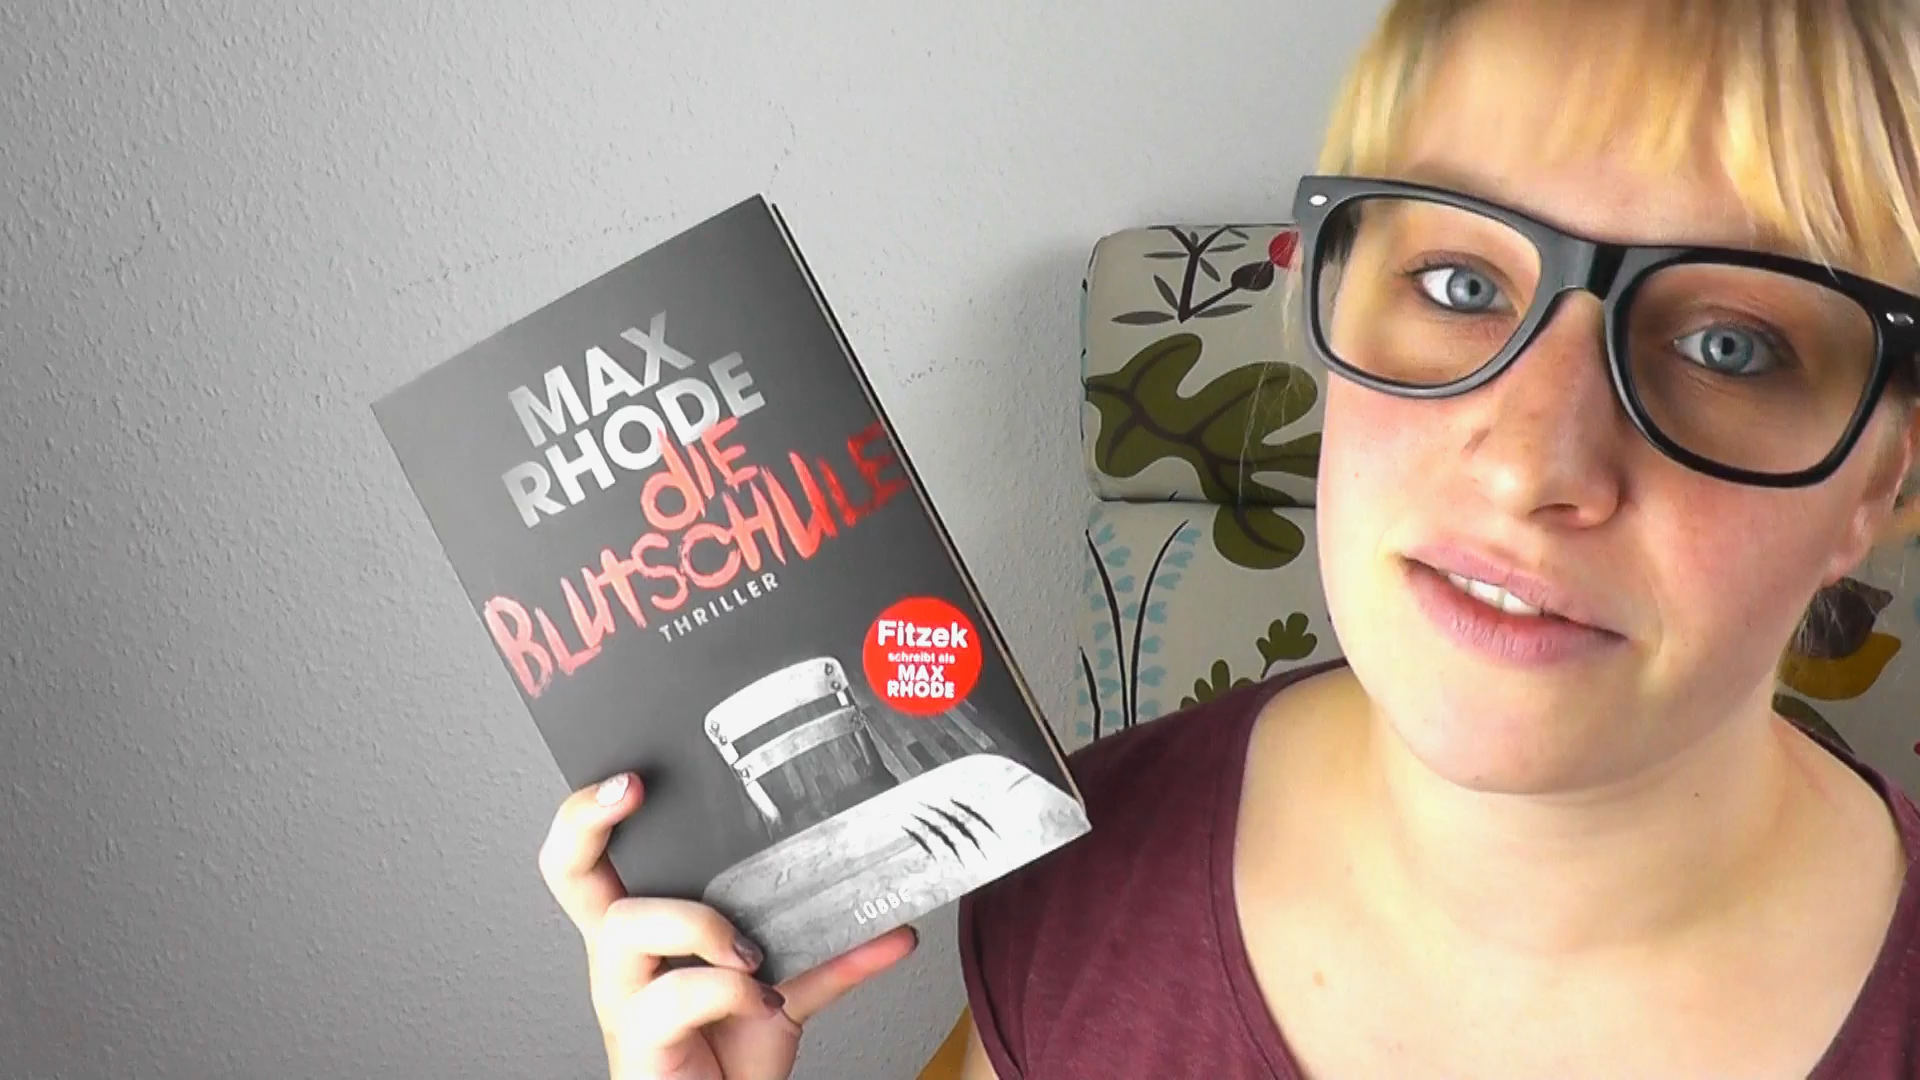 MAX
RHODE
die
BLUTSCHULE
THRILLER
Fitzek
schreibt als
MAX
RHODE
LÜBBE